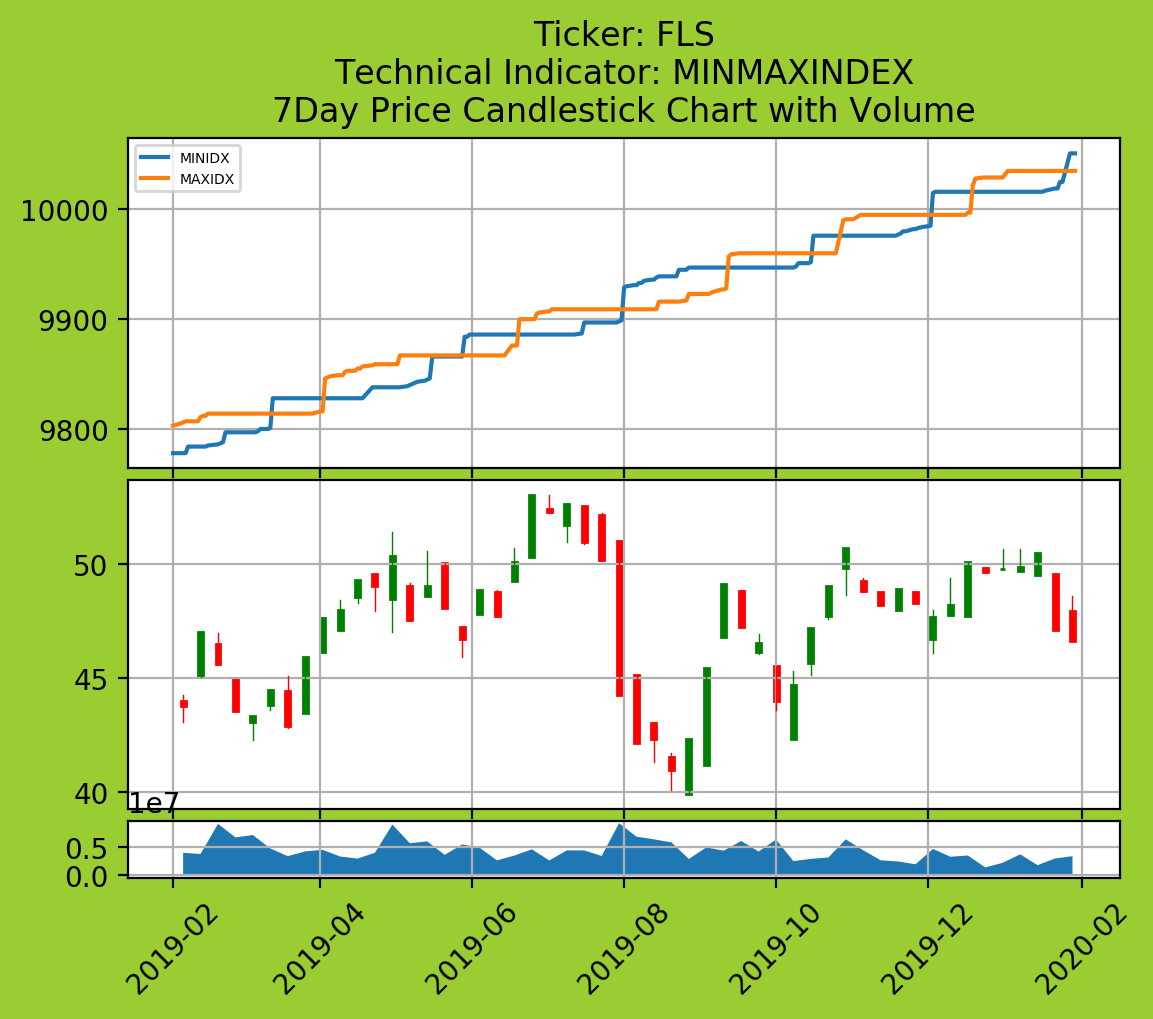 Ticker: FLS
Technical Indicator: MINMAXINDEX
7Day Price Candlestick Chart with Volume
MINIDX
MAXIDX
10000
9900
9800
50
45
40
1e7
0.5
0.0
2019-02
2019-04
2019-06
2019-08
2019-10
2019-12
2020-02